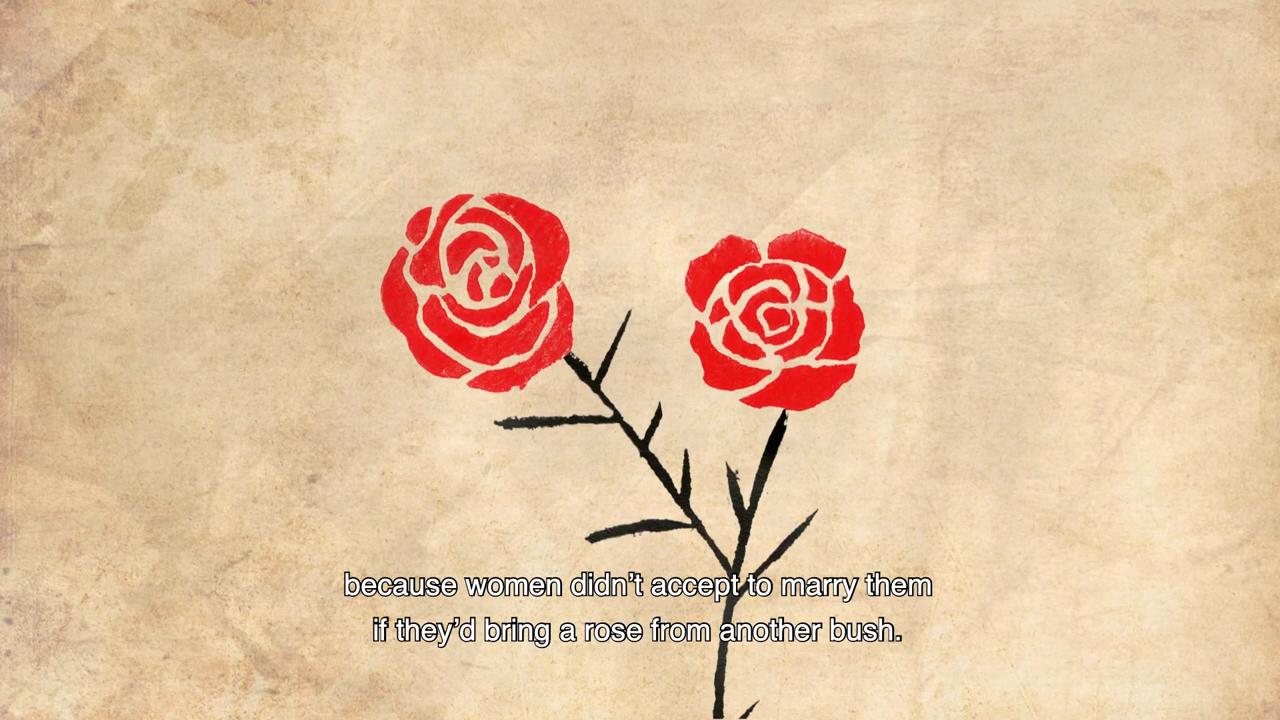 because women didn't accept to marry them
if they'd bring a rose from another bush.